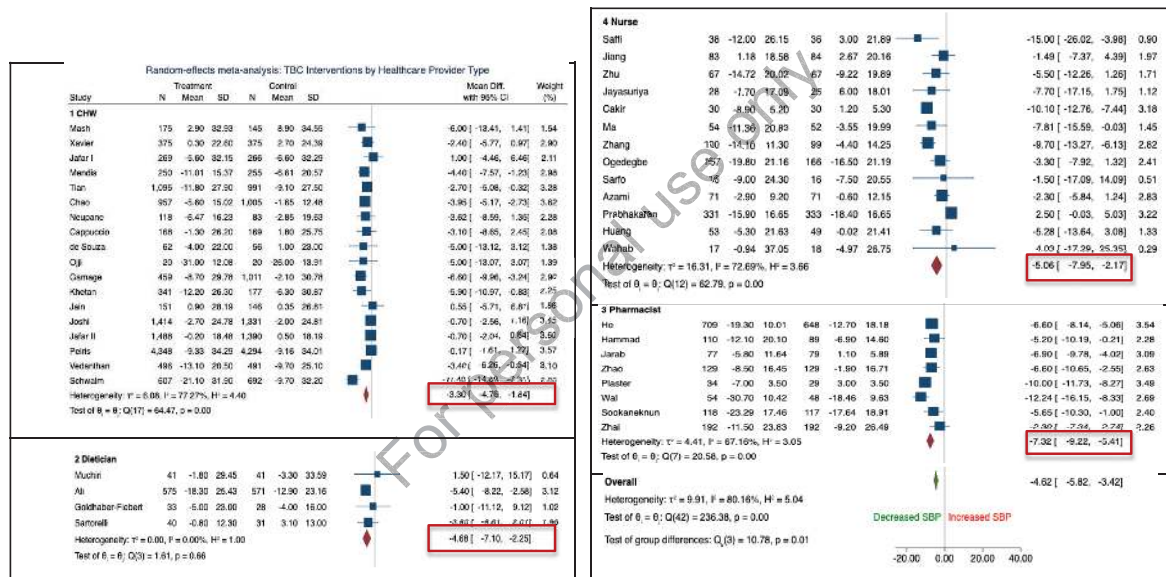 Random-effects meta-analysis: TBC Interventions by Healthcare Provider Type
Treatment Control Mean Diff. Weight
Study N Mean SD N Mean SD with 95% CI (%)
1 CHW
Mash 175 2.90 32.93 145 8.90 34.55 -6.00 [ -13.41, 1.41] 1.54
Xavier 375 0.30 22.60 375 2.70 24.39 -2.40 [ -5.77, 0.97] 2.90
Jafar I 269 -5.60 32.15 266 -6.60 32.29 1.00 [ -4.46, 6.46] 2.11
Mendis 250 -11.01 15.37 255 -6.61 20.57 -4.40 [ -7.57, -1.23] 2.98
Tian 1,095 -11.80 27.90 991 -9.10 27.50 -2.70 [ -5.08, -0.32] 3.28
Chao 957 -5.60 15.02 1,005 -1.65 12.48 -3.95 [ -5.17, -2.73] 3.62
Neupane 118 -6.47 16.23 83 -2.85 19.63 -3.62 [ -8.59, 1.35] 2.28
Cappuccio 168 -1.30 26.20 169 1.80 25.75 -3.10 [ -8.65, 2.45] 2.08
de Souza 62 -4.00 22.00 56 1.00 23.00 -5.00 [ -13.12, 3.12] 1.38
Ojji 20 -31.00 12.08 20 -26.00 13.91 -5.00 [ -13.07, 3.07] 1.39
Gamage 459 -8.70 29.78 1,011 -2.10 30.78 -6.60 [ -9.96, -3.24]
Khetan 341 -12.20 26.30 177 -6.30 30.87 -5.90 [ -10.97, -0.83] 2.25
Jain 151 0.90 28.19 146 0.35 26.81 0.55 [ -5.71, 6.81]
Joshi 1,414 -2.70 24.78 1,331 -2.00 24.81 -0.70 [ -2.56, 1.16] 3.45
Jafar II 1,488 -0.20 18.48 1,390 0.50 18.19 -0.70 [ -2.04, 0.64] 3.60
Peiris 4,348 -9.33 34.29 4,294 -9.16 34.01 -0.17 [ -1.61, 1.27] 3.57
Vedanthan 496 -13.10 20.50 491 -9.70 25.10 3.10
Schwalm 607 -21.10 31.90 692 -9.70 32.20
Heterogeneity: τ² = 6.08, I² = 77.27%, H² = 4.40 -3.30 [ -4.76, -1.84]
Test of θᵢ = θⱼ: Q(17) = 64.47, p = 0.00
2 Dietician
Muchiri 41 -1.80 29.45 41 -3.30 33.59 1.50 [ -12.17, 15.17] 0.64
Ali 575 -18.30 25.43 571 -12.90 23.16 -5.40 [ -8.22, -2.58] 3.12
Goldhaber-Fiebert 33 -5.00 23.00 28 -4.00 16.00 -1.00 [ -11.12, 9.12] 1.02
Sartorelli 40 -0.80 12.30 31 3.10 13.00
Heterogeneity: τ² = 0.00, I² = 0.00%, H² = 1.00 -4.68 [ -7.10, -2.25]
Test of θᵢ = θⱼ: Q(3) = 1.61, p = 0.66
4 Nurse
Saffi 38 -12.00 26.15 36 3.00 21.89 -15.00 [ -26.02, -3.98] 0.90
Jiang 83 1.18 18.58 84 2.67 20.16 -1.49 [ -7.37, 4.39] 1.97
Zhu 67 -14.72 20.02 67 -9.22 19.89 -5.50 [ -12.26, 1.26] 1.71
Jayasuriya 28 -7.70 17.09 25 6.00 18.01 -7.70 [ -17.15, 1.75] 1.12
Cakir 30 -8.90 5.20 30 1.20 5.30 -10.10 [ -12.76, -7.44] 3.18
Ma 54 -11.36 20.83 52 -3.55 19.99 -7.81 [ -15.59, -0.03] 1.45
Zhang -14.10 11.30 99 -4.40 14.25 -9.70 [ -13.27, -6.13] 2.82
Ogedegbe 157 -19.80 21.16 166 -16.50 21.19 -3.30 [ -7.92, 1.32] 2.41
Sarfo 16 -9.00 24.30 16 -7.50 20.55 -1.50 [ -17.09, 14.09] 0.51
Azami 71 -2.90 9.20 71 -0.60 12.15 -2.30 [ -5.84, 1.24] 2.83
Prabhakaran 331 -15.90 16.65 333 -18.40 16.65 2.50 [ -0.03, 5.03] 3.22
Huang 53 -5.30 21.63 49 -0.02 21.41 -5.28 [ -13.64, 3.08] 1.33
Wahab 17 -0.94 37.05 18 -4.97 26.75 0.29
Heterogeneity: τ² = 16.31, I² = 72.69%, H² = 3.66 -5.06 [ -7.95, -2.17]
Test of θᵢ = θⱼ: Q(12) = 62.79, p = 0.00
3 Pharmacist
Ho 709 -19.30 10.01 648 -12.70 18.18 -6.60 [ -8.14, -5.06] 3.54
Hammad 110 -12.10 20.10 89 -6.90 14.60 -5.20 [ -10.19, -0.21] 2.28
Jarab 77 -5.80 11.64 79 1.10 5.89 -6.90 [ -9.78, -4.02] 3.09
Zhao 129 -8.50 16.45 129 -1.90 16.71 -6.60 [ -10.65, -2.55] 2.63
Plaster 34 -7.00 3.50 29 3.00 3.50 -10.00 [ -11.73, -8.27] 3.49
Wal 54 -30.70 10.42 48 -18.46 9.63 -12.24 [ -16.15, -8.33] 2.69
Sookaneknun 118 -23.29 17.46 117 -17.64 18.91 -5.65 [ -10.30, -1.00] 2.40
Zhai 192 -11.50 23.83 192 -9.20 26.49 2.26
Heterogeneity: τ² = 4.41, I² = 67.16%, H² = 3.05 -7.32 [ -9.22, -5.41]
Test of θᵢ = θⱼ: Q(7) = 20.58, p = 0.00
Overall -4.62 [ -5.82, -3.42]
Heterogeneity: τ² = 9.91, I² = 80.16%, H² = 5.04
Test of θᵢ = θⱼ: Q(42) = 236.38, p = 0.00
Decreased SBP Increased SBP
Test of group differences: Qb(3) = 10.78, p = 0.01
-20.00 0.00 20.00 40.00
For personal use only